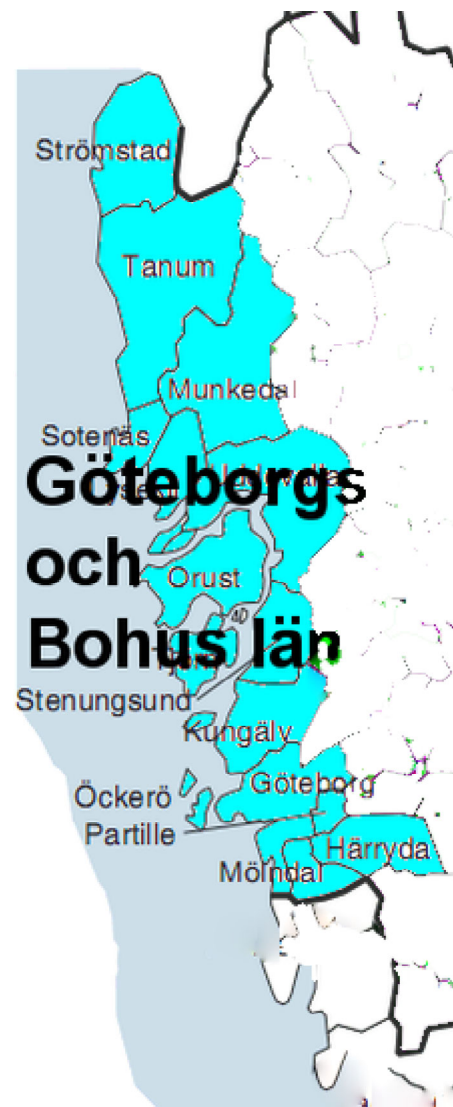 Strömstad
Tanum
Munkedal
Sotenäs
Göteborgs
och
Orust
Bohus län
Stenungsund
Kungälv
Göteborg
Öckerö
Partille
Härryda
Mölndal